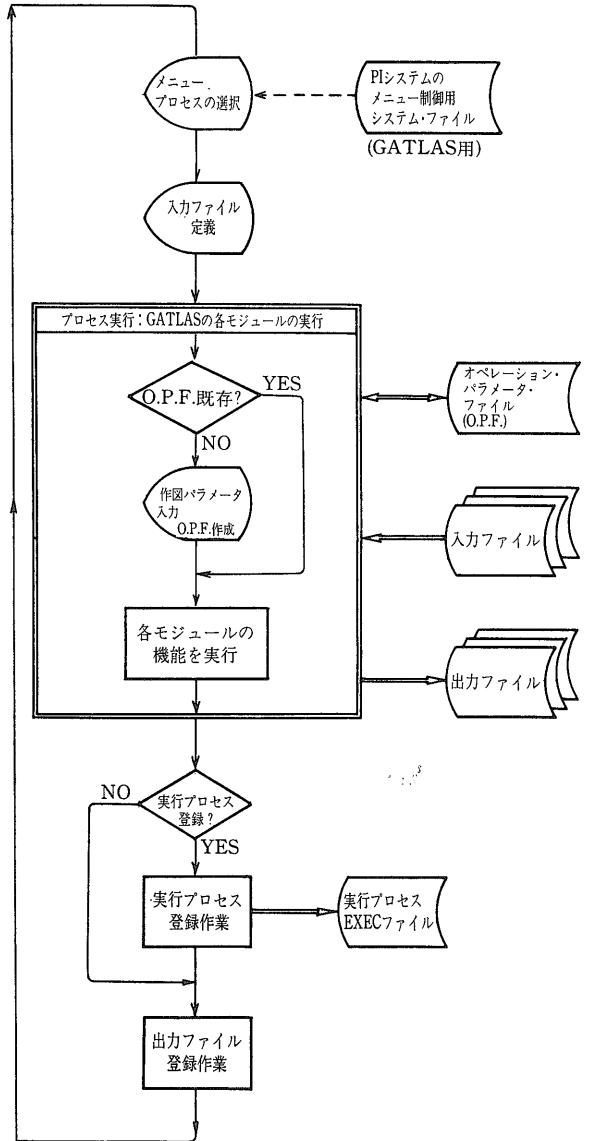 メニュー、
プロセスの選択
PIシステムの
メニュー制御用
システム・ファイル
(GATLAS用)
入力ファイル
定義
プロセス実行：GATLASの各モジュールの実行
O.P.F.既存?
YES
NO
作図パラメータ
入力
O.P.F.作成
各モジュールの
機能を実行
オペレーション・
パラメータ・
ファイル
(O.P.F.)
入力ファイル
出力ファイル
実行プロセス
登録?
NO
YES
実行プロセス
登録作業
実行プロセス
EXECファイル
出力ファイル
登録作業